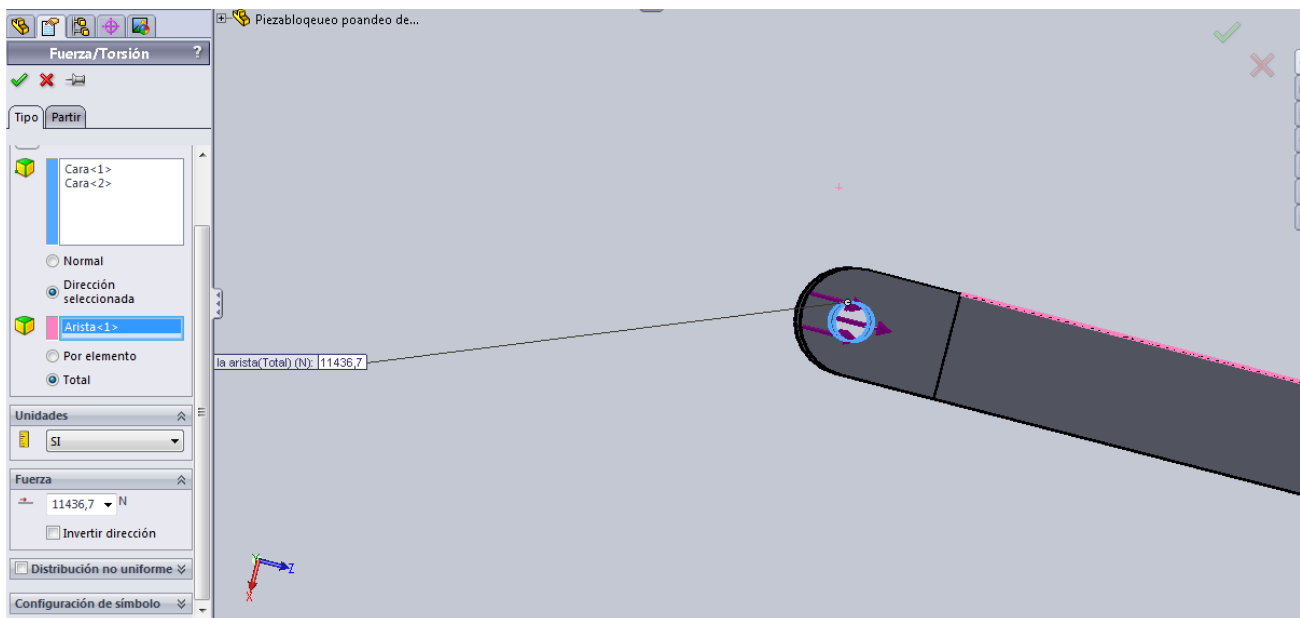 Piezabloqeueo poandeo de...
Fuerza/Torsión ?
Tipo Partir
Cara<1>
Cara<2>
Normal
Dirección
seleccionada
Arista<1>
Por elemento
Total
la arista(Total) (N): 11436,7
Unidades
SI
Fuerza
11436,7 N
Invertir dirección
Distribución no uniforme
Configuración de símbolo
Y
Z
X